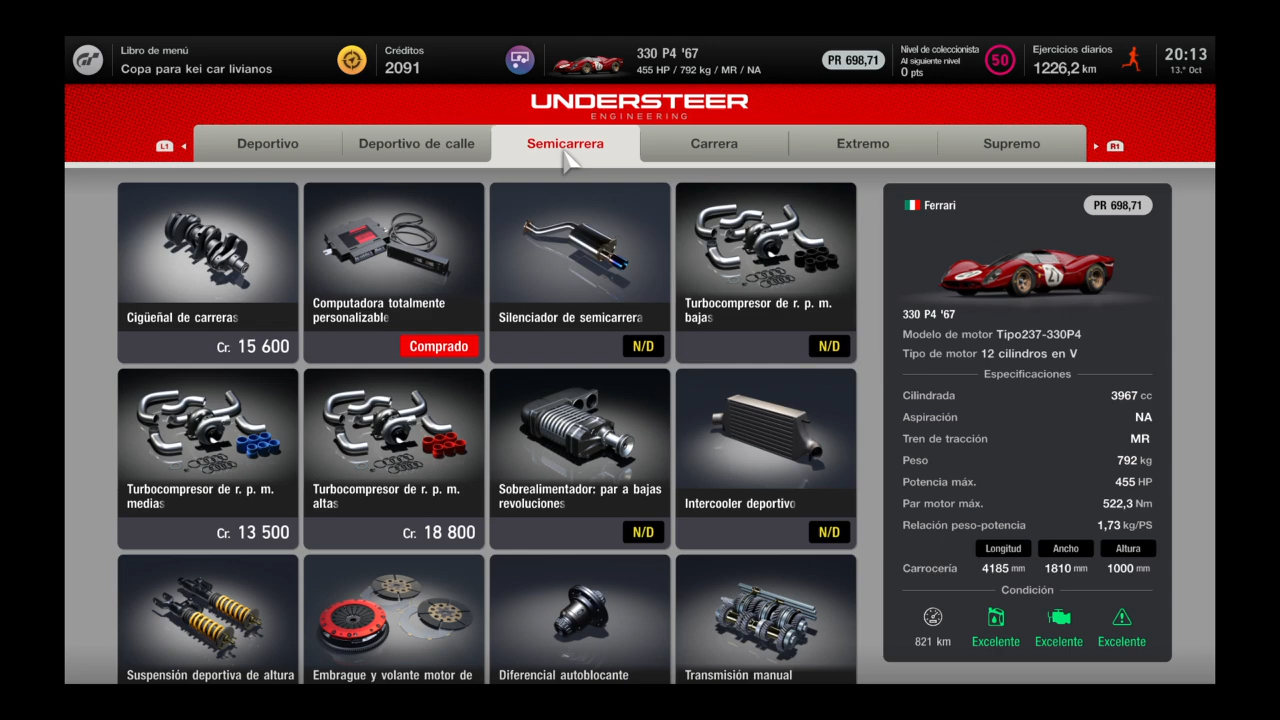 Libro de menú
Copa para kei car livianos
Créditos
2091
330 P4 '67
455 HP / 792 kg / MR / NA
PR 698,71
Nivel de coleccionista
Al siguiente nivel
0 pts
50
Ejercicios diarios
1226,2 km
20:13
13.° Oct
UNDERSTEER
ENGINEERING
L1
Deportivo
Deportivo de calle
Semicarrera
Carrera
Extremo
Supremo
R1
Cigüeñal de carreras
Cr. 15 600
Computadora totalmente
personalizable
Comprado
Silenciador de semicarrera
N/D
Turbocompresor de r. p. m.
bajas
N/D
Turbocompresor de r. p. m.
medias
Cr. 13 500
Turbocompresor de r. p. m.
altas
Cr. 18 800
Sobrealimentador: par a bajas
revoluciones
N/D
Intercooler deportivo
N/D
Suspensión deportiva de altura
Embrague y volante motor de
Diferencial autoblocante
Transmisión manual
Ferrari
PR 698,71
330 P4 '67
Modelo de motor Tipo237-330P4
Tipo de motor 12 cilindros en V
Especificaciones
Cilindrada 3967 cc
Aspiración NA
Tren de tracción MR
Peso 792 kg
Potencia máx. 455 HP
Par motor máx. 522,3 Nm
Relación peso-potencia 1,73 kg/PS
Longitud Ancho Altura
Carrocería 4185 mm 1810 mm 1000 mm
Condición
821 km Excelente Excelente Excelente